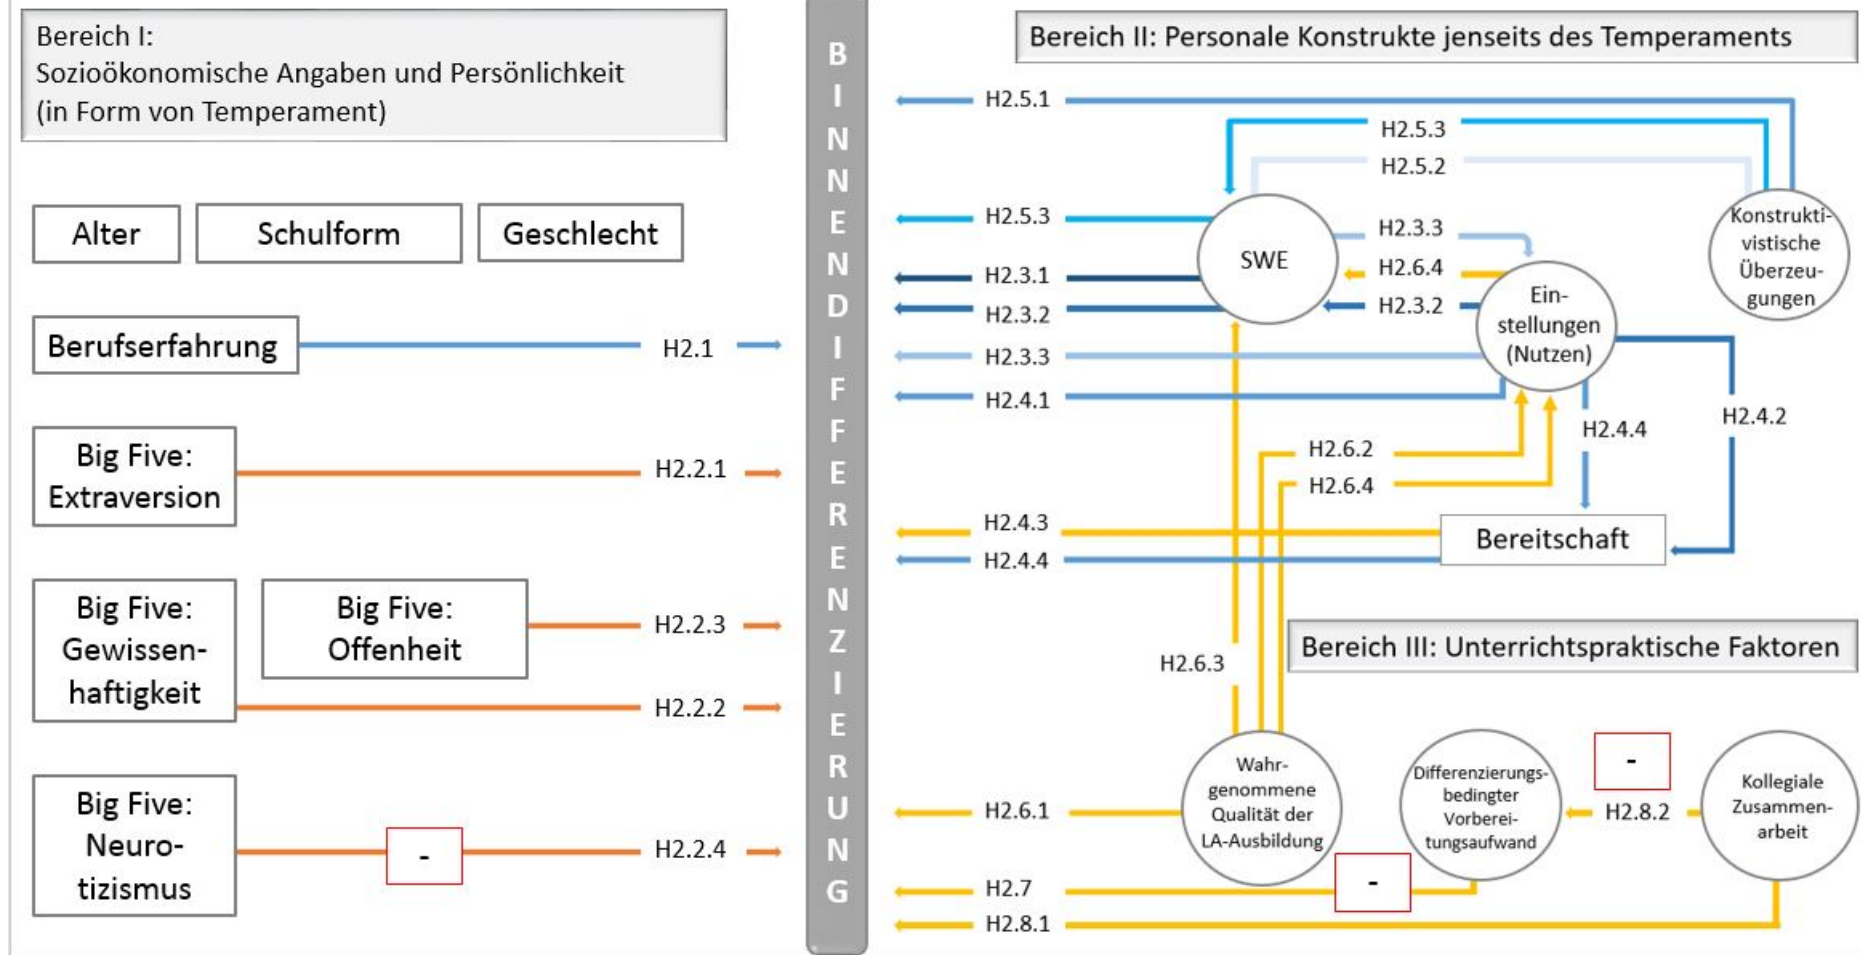 Bereich I:
Sozioökonomische Angaben und Persönlichkeit
(in Form von Temperament)
Alter
Schulform
Geschlecht
Berufserfahrung
H2.1
Big Five:
Extraversion
H2.2.1
Big Five:
Gewissen-
haftigkeit
Big Five:
Offenheit
H2.2.3
H2.2.2
Big Five:
Neuro-
tizismus
-
H2.2.4
B
I
N
N
E
N
D
I
F
F
E
R
E
N
Z
I
E
R
U
N
G
Bereich II: Personale Konstrukte jenseits des Temperaments
H2.5.1
H2.5.3
H2.5.2
Konstrukti-
vistische
Überzeu-
gungen
H2.5.3
SWE
H2.3.3
H2.6.4
H2.3.2
Ein-
stellungen
(Nutzen)
H2.3.1
H2.3.2
H2.3.3
H2.4.1
H2.4.4
H2.4.2
H2.6.2
H2.6.4
H2.4.3
H2.4.4
Bereitschaft
H2.6.3
Bereich III: Unterrichtspraktische Faktoren
H2.6.1
Wahr-
genommene
Qualität der
LA-Ausbildung
Differenzierungs-
bedingter
Vorberei-
tungsaufwand
-
H2.8.2
Kollegiale
Zusammen-
arbeit
H2.7
-
H2.8.1